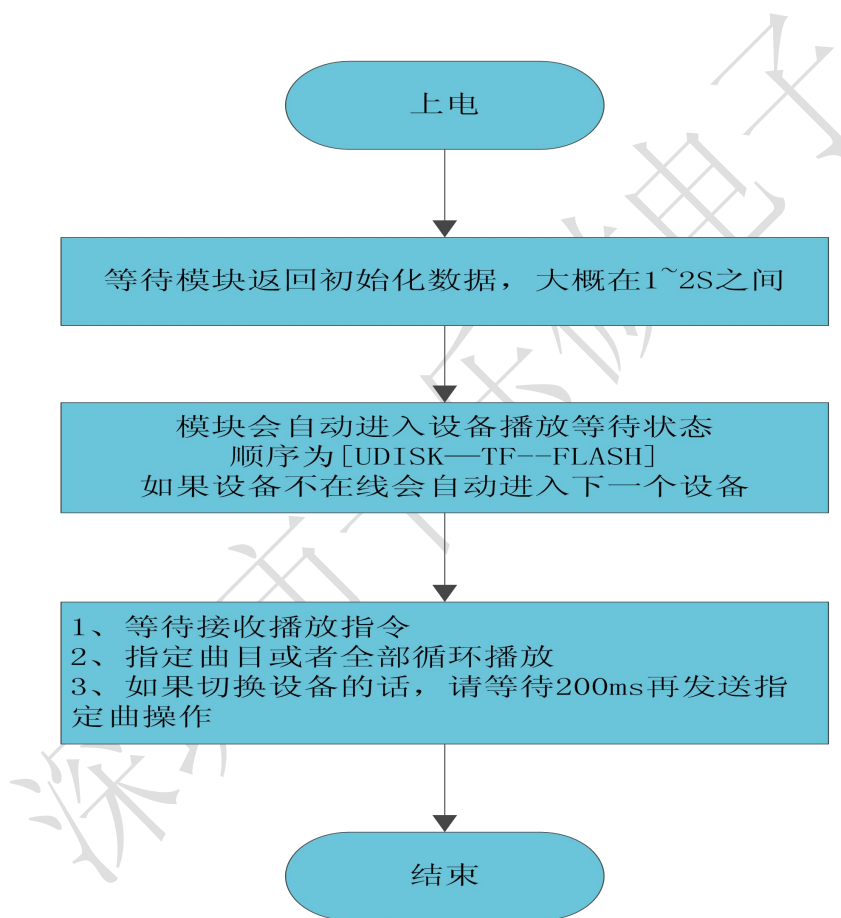 上电
等待模块返回初始化数据，大概在1~2S之间
模块会自动进入设备播放等待状态
顺序为[UDISK—TF--FLASH]
如果设备不在线会自动进入下一个设备
1、等待接收播放指令
2、指定曲目或者全部循环播放
3、如果切换设备的话，请等待200ms再发送指
定曲操作
结束